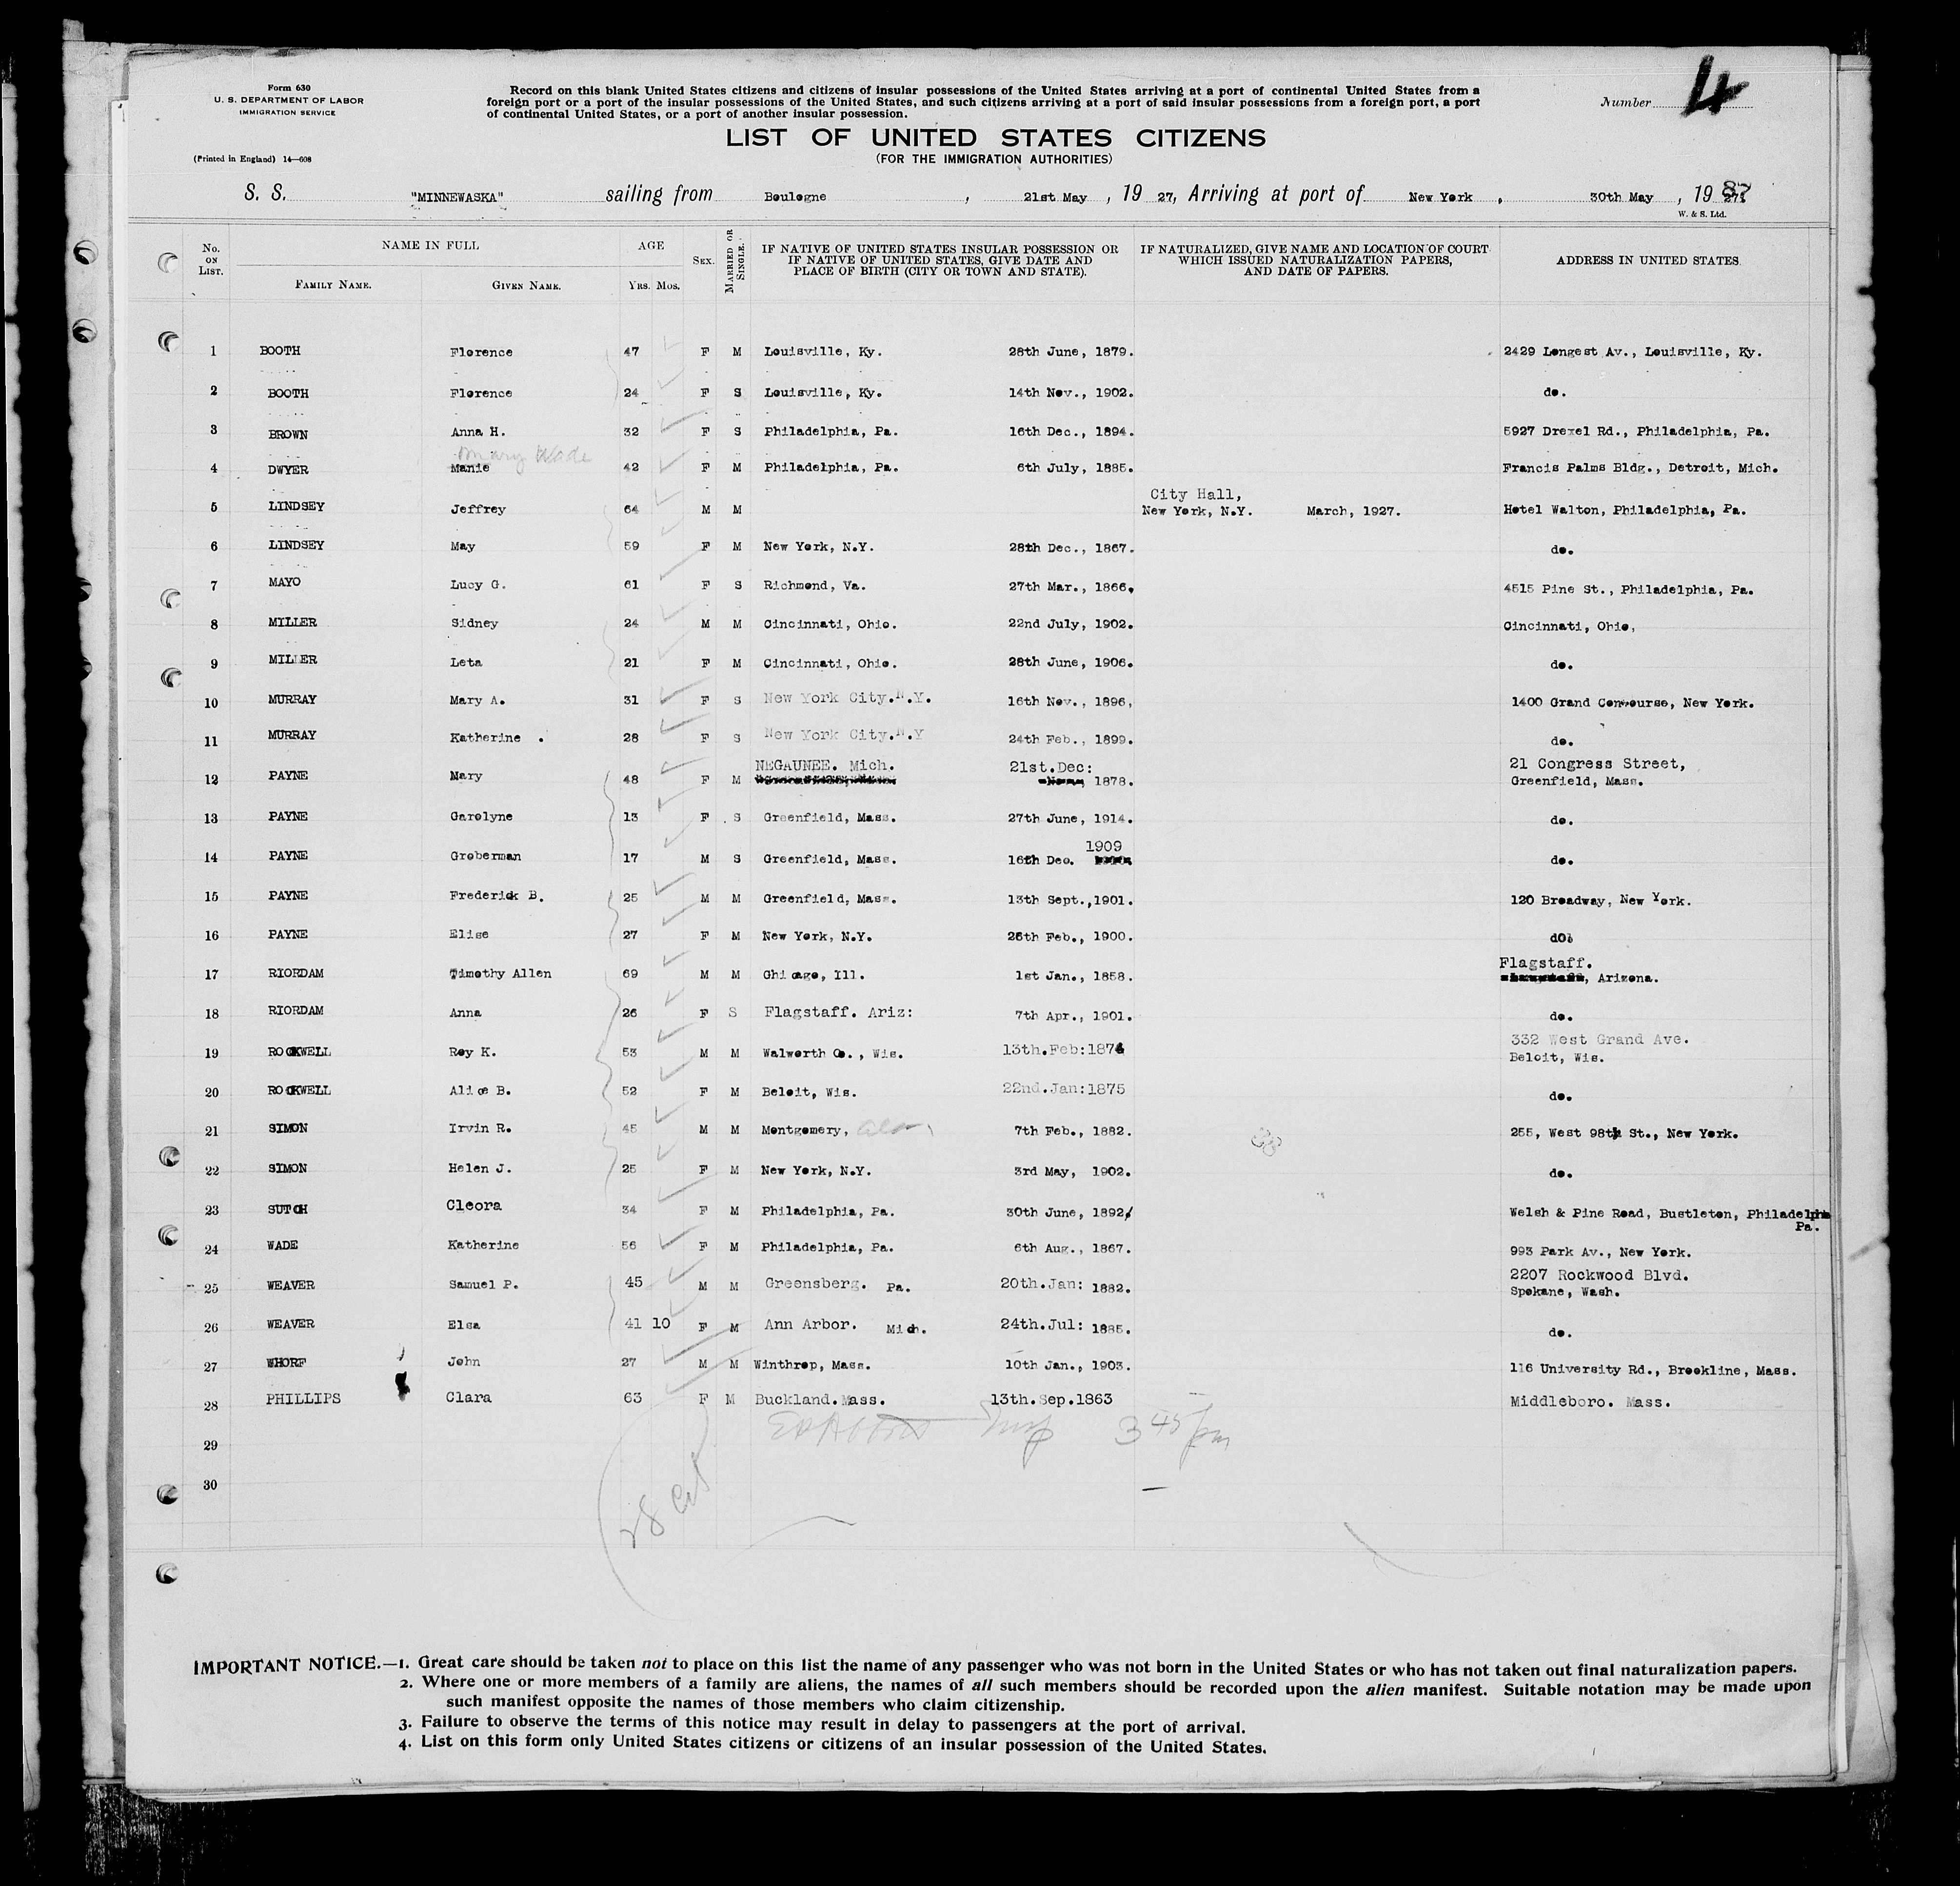 Form 630
U. S. DEPARTMENT OF LABOR
IMMIGRATION SERVICE
(Printed in England) 14—608
Record on this blank United States citizens and citizens of insular possessions of the United States arriving at a port of continental United States from a
foreign port or a port of the insular possessions of the United States, and such citizens arriving at a port of said insular possessions from a foreign port, a port
of continental United States, or a port of another insular possession.
Number 4
LIST OF UNITED STATES CITIZENS
(FOR THE IMMIGRATION AUTHORITIES)
S. S. "MINNEWASKA" sailing from Boulogne, 21st May, 19 27, Arriving at port of New York, 30th May, 19 27.
W. & S. Ltd.
No. ON LIST. NAME IN FULL FAMILY NAME. GIVEN NAME. AGE YRS. MOS. SEX. MARRIED OR SINGLE. IF NATIVE OF UNITED STATES INSULAR POSSESSION OR IF NATIVE OF UNITED STATES, GIVE DATE AND PLACE OF BIRTH (CITY OR TOWN AND STATE). IF NATURALIZED, GIVE NAME AND LOCATION OF COURT WHICH ISSUED NATURALIZATION PAPERS, AND DATE OF PAPERS. ADDRESS IN UNITED STATES.
1 BOOTH Florence 47 F M Louisville, Ky. 28th June, 1879. 2429 Longest Av., Louisville, Ky.
2 BOOTH Florence 24 F S Louisville, Ky. 14th Nov., 1902. do.
3 BROWN Anna H. 32 F S Philadelphia, Pa. 16th Dec., 1894. 5927 Drexel Rd., Philadelphia, Pa.
Mary Wade
4 DWYER Manie 42 F M Philadelphia, Pa. 6th July, 1885. Francis Palms Bldg., Detroit, Mich.
5 LINDSEY Jeffrey 64 M M City Hall, New York, N.Y. March, 1927. Hotel Walton, Philadelphia, Pa.
6 LINDSEY May 59 F M New York, N.Y. 28th Dec., 1867. do.
7 MAYO Lucy G. 61 F S Richmond, Va. 27th Mar., 1866. 4515 Pine St., Philadelphia, Pa.
8 MILLER Sidney 24 M M Cincinnati, Ohio. 22nd July, 1902. Cincinnati, Ohio,
9 MILLER Leta 21 F M Cincinnati, Ohio. 28th June, 1906. do.
10 MURRAY Mary A. 31 F S New York City.N.Y. 16th Nov., 1896, 1400 Grand Concourse, New York.
11 MURRAY Katherine . 28 F S New York City.N.Y 24th Feb., 1899. do.
12 PAYNE Mary 48 F M NEGAUNEE. Mich. 21st.Dec: 1878. 21 Congress Street, Greenfield, Mass.
13 PAYNE Carolyne 13 F S Greenfield, Mass. 27th June, 1914. do.
14 PAYNE Groberman 17 M S Greenfield, Mass. 16th Dec. 1909 do.
15 PAYNE Frederick B. 25 M M Greenfield, Mass. 13th Sept.,1901. 120 Broadway, New York.
16 PAYNE Elise 27 F M New York, N.Y. 26th Feb., 1900. do
17 RIORDAM Timothy Allen 69 M M Chicago, Ill. 1st Jan., 1858. Flagstaff. , Arizona.
18 RIORDAM Anna 26 F S Flagstaff. Ariz: 7th Apr., 1901. do.
19 ROCKWELL Roy K. 53 M M Walworth Co., Wis. 13th.Feb:1874 332 West Grand Ave. Beloit, Wis.
20 ROCKWELL Alice B. 52 F M Beloit, Wis. 22nd.Jan:1875 do.
21 SIMON Irvin R. 45 M M Montgomery, Ala. 7th Feb., 1882. 255, West 98th St., New York.
22 SIMON Helen J. 25 F M New York, N.Y. 3rd May, 1902. do.
23 SUTCH Cleora 34 F M Philadelphia, Pa. 30th June, 1892. Welsh & Pine Road, Bustleton, Philadelphia Pa.
24 WADE Katherine 56 F M Philadelphia, Pa. 6th Aug., 1867. 993 Park Av., New York.
25 WEAVER Samuel P. 45 M M Greensberg. Pa. 20th.Jan: 1882. 2207 Rockwood Blvd. Spokane, Wash.
26 WEAVER Elsa 41 10 F M Ann Arbor. Mich. 24th.Jul: 1885. do.
27 WHORF John 27 M M Winthrop, Mass. 10th Jan., 1903. 116 University Rd., Brookline, Mass.
28 PHILLIPS Clara 63 F M Buckland.Mass. 13th.Sep.1863 Middleboro. Mass.
29 Insp 3 45 pm
30
28 Cit
IMPORTANT NOTICE.—1. Great care should be taken not to place on this list the name of any passenger who was not born in the United States or who has not taken out final naturalization papers.
2. Where one or more members of a family are aliens, the names of all such members should be recorded upon the alien manifest. Suitable notation may be made upon
such manifest opposite the names of those members who claim citizenship.
3. Failure to observe the terms of this notice may result in delay to passengers at the port of arrival.
4. List on this form only United States citizens or citizens of an insular possession of the United States.